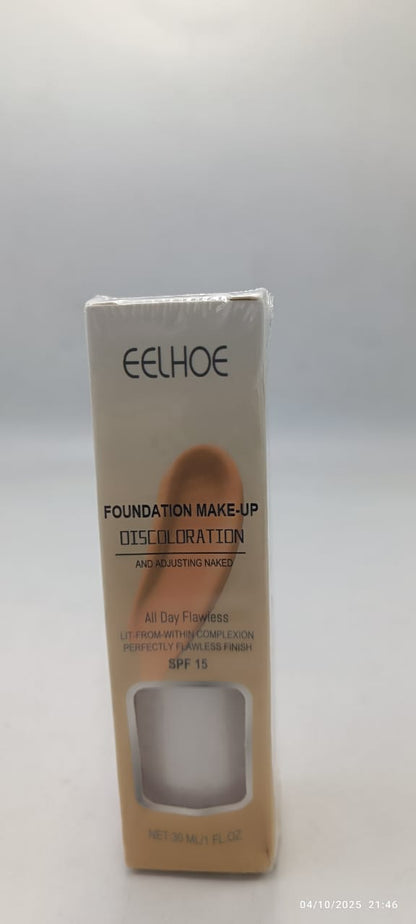 EELHOE
FOUNDATION MAKE-UP
DISCOLORATION
AND ADJUSTING NAKED
All Day Flawless
LIT-FROM-WITHIN COMPLEXION
PERFECTLY FLAWLESS FINISH
SPF 15
NET:30 ML/1 FL.OZ
04/10/2025 21:46